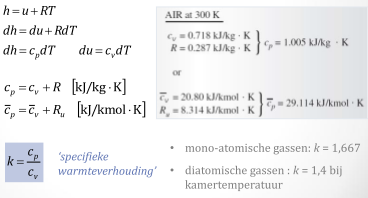 h = u + RT
dh = du + RdT
dh = c_p dT    du = c_v dT
c_p = c_v + R [kJ/kg·K]
c̅_p = c̅_v + R_u [kJ/kmol·K]
AIR at 300 K
c_v = 0.718 kJ/kg · K
R = 0.287 kJ/kg · K
} c_p = 1.005 kJ/kg · K
or
c̅_v = 20.80 kJ/kmol · K
R_u = 8.314 kJ/kmol · K
} c̅_p = 29.114 kJ/kmol · K
k = c_p / c_v
'specifieke
warmteverhouding'
• mono-atomische gassen: k = 1,667
• diatomische gassen : k = 1,4 bij
kamertemperatuur